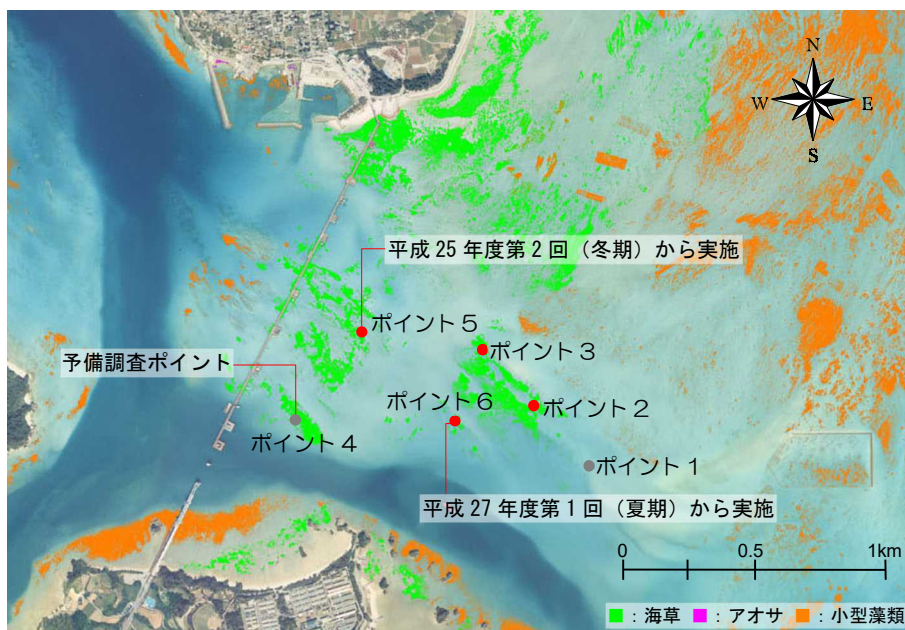 N
W E
S
平成25年度第2回（冬期）から実施
ポイント5
ポイント3
予備調査ポイント
ポイント6
ポイント2
ポイント4
ポイント1
平成27年度第1回（夏期）から実施
0 0.5 1km
：海草 ：アオサ ：小型藻類